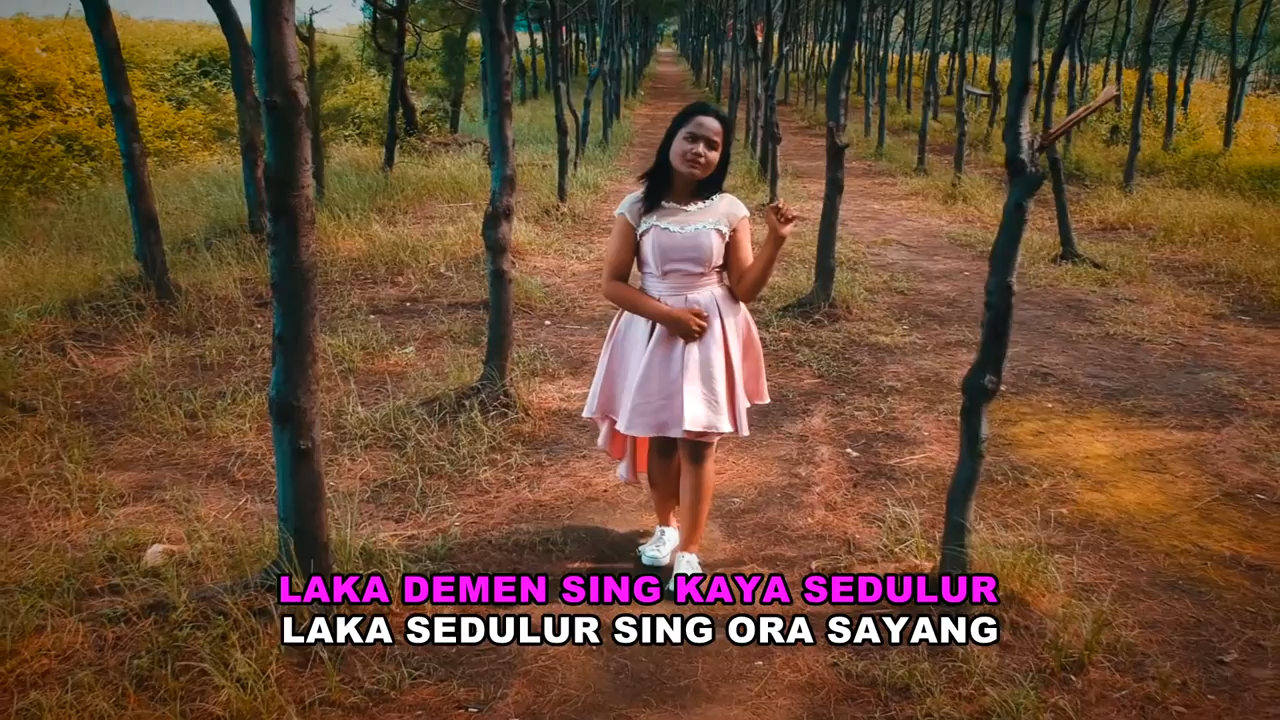 LAKA DEMEN SING KAYA SEDULUR
LAKA SEDULUR SING ORA SAYANG